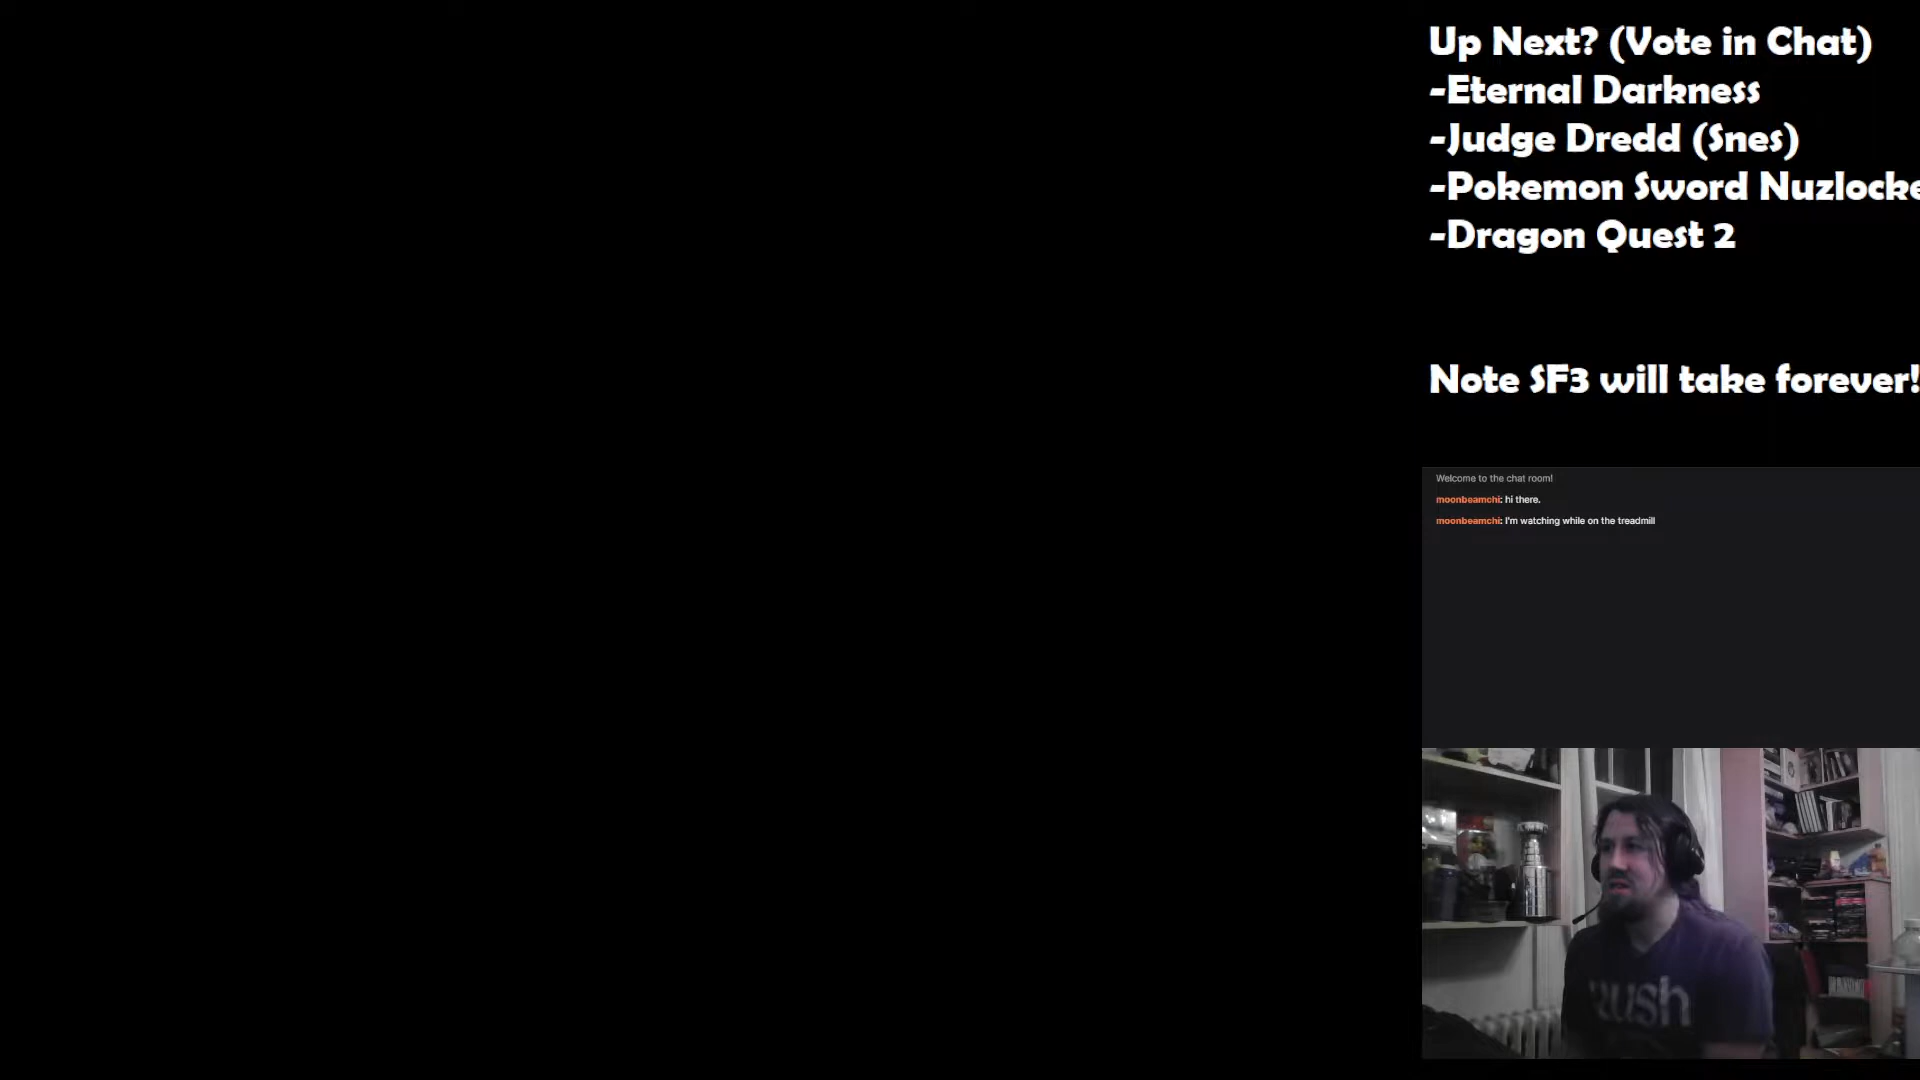 Up Next? (Vote in Chat)
-Eternal Darkness
-Judge Dredd (Snes)
-Pokemon Sword Nuzlocke
-Dragon Quest 2
Note SF3 will take forever!
Welcome to the chat room!
moonbeamchi: hi there.
moonbeamchi: I'm watching while on the treadmill
Rush